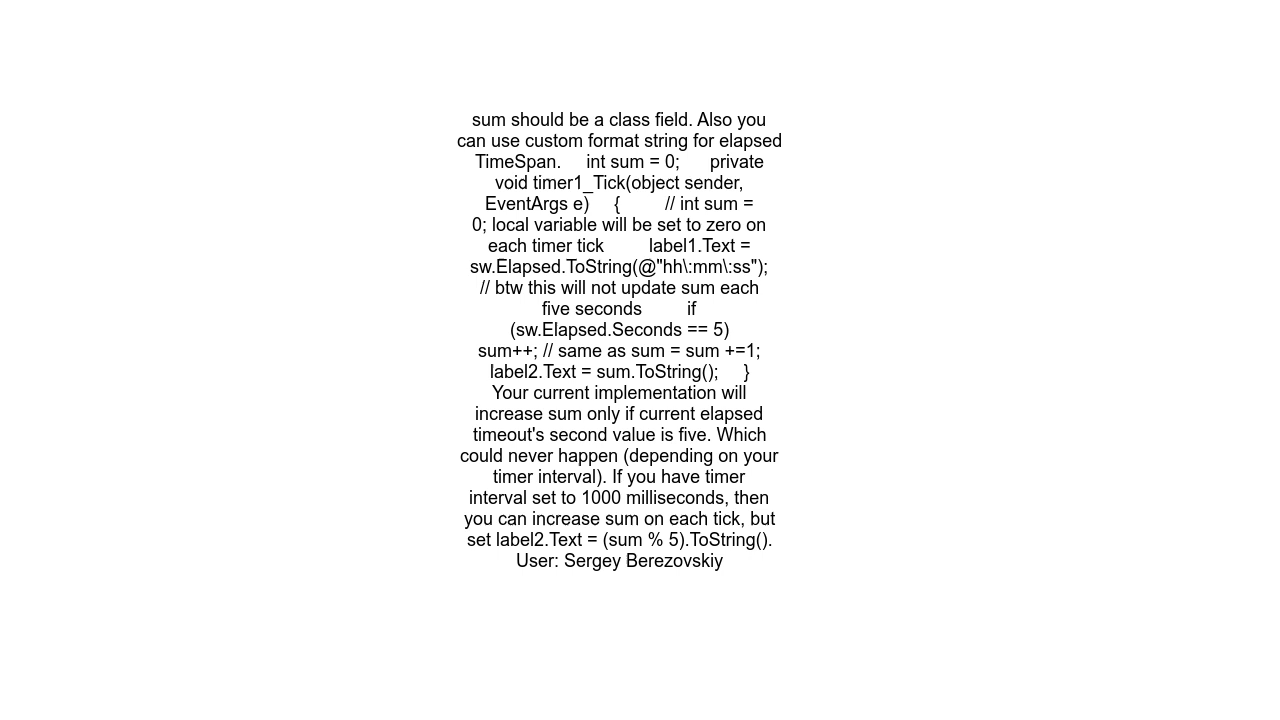 sum should be a class field. Also you
can use custom format string for elapsed
TimeSpan.     int sum = 0;      private
void timer1_Tick(object sender,
EventArgs e)     {         // int sum =
0; local variable will be set to zero on
each timer tick         label1.Text =
sw.Elapsed.ToString(@"hh\:mm\:ss");
// btw this will not update sum each
five seconds         if
(sw.Elapsed.Seconds == 5)
sum++; // same as sum = sum +=1;
label2.Text = sum.ToString();     }
Your current implementation will
increase sum only if current elapsed
timeout's second value is five. Which
could never happen (depending on your
timer interval). If you have timer
interval set to 1000 milliseconds, then
you can increase sum on each tick, but
set label2.Text = (sum % 5).ToString().
User: Sergey Berezovskiy